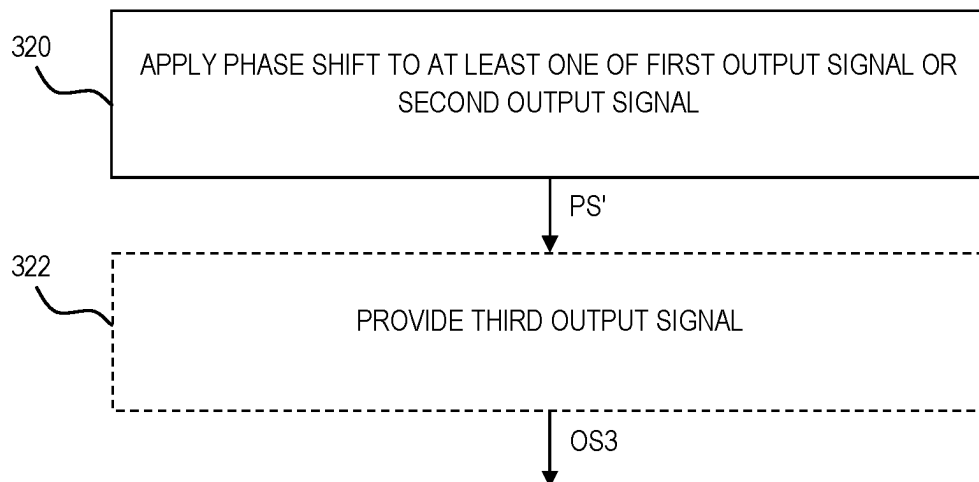 320
APPLY PHASE SHIFT TO AT LEAST ONE OF FIRST OUTPUT SIGNAL OR
SECOND OUTPUT SIGNAL
PS'
322
PROVIDE THIRD OUTPUT SIGNAL
OS3